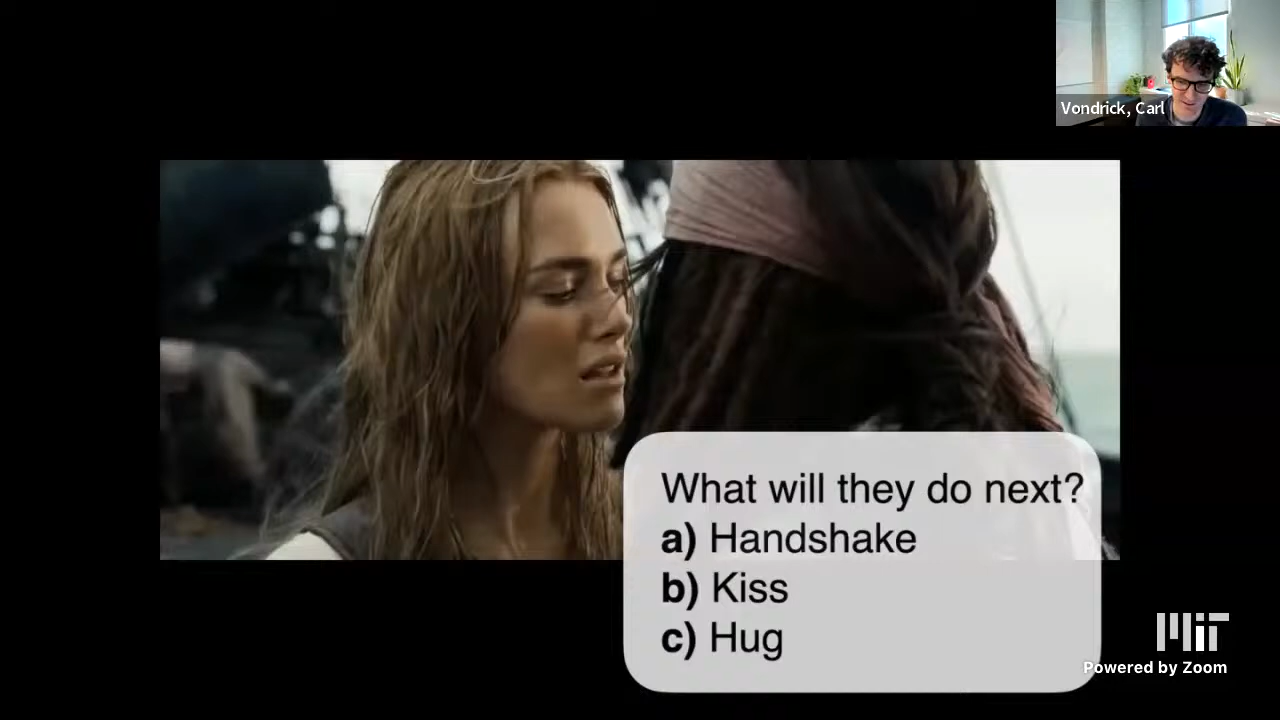 Vondrick, Carl
What will they do next?
a) Handshake
b) Kiss
c) Hug
MIT
Powered by Zoom